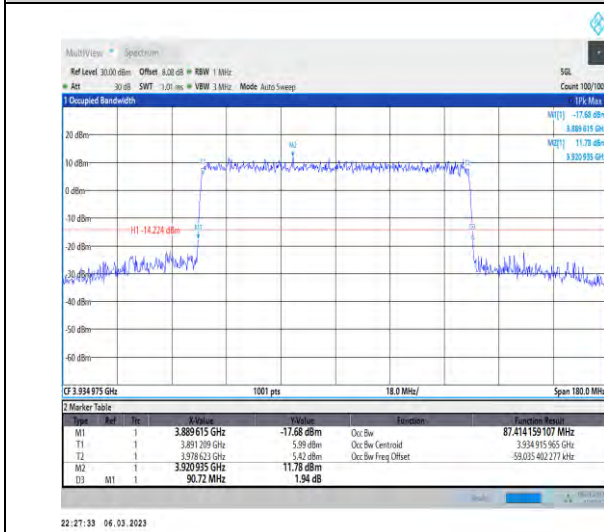 MultiView Spectrum
Ref Level 30.00 dBm Offset 8.08 dB RBW 1 MHz SGL
Att 30 dB SWT 1.01 ms VBW 3 MHz Mode Auto Sweep Count 100/100
1 Occupied Bandwidth 1Pk Max
M1[1] -17.68 dBm
3.889 615 GHz
20 dBm
M2[1] 11.78 dBm
3.920 935 GHz
M2
10 dBm
0 dBm
-10 dBm
H1 -14.224 dBm
-20 dBm
-30 dBm
-40 dBm
-50 dBm
-60 dBm
CF 3.934 975 GHz 1001 pts 18.0 MHz/ Span 180.0 MHz
2 Marker Table
Type Ref Trc X-Value Y-Value Function Function Result
M1 1 3.889 615 GHz -17.68 dBm Occ Bw 87.414 159 107 MHz
T1 1 3.891 209 GHz 5.99 dBm Occ Bw Centroid 3.934 915 965 GHz
T2 1 3.978 623 GHz 5.42 dBm Occ Bw Freq Offset -59.035 402 277 kHz
M2 1 3.920 935 GHz 11.78 dBm
D3 M1 1 90.72 MHz 1.94 dB
22:27:33 06.03.2023